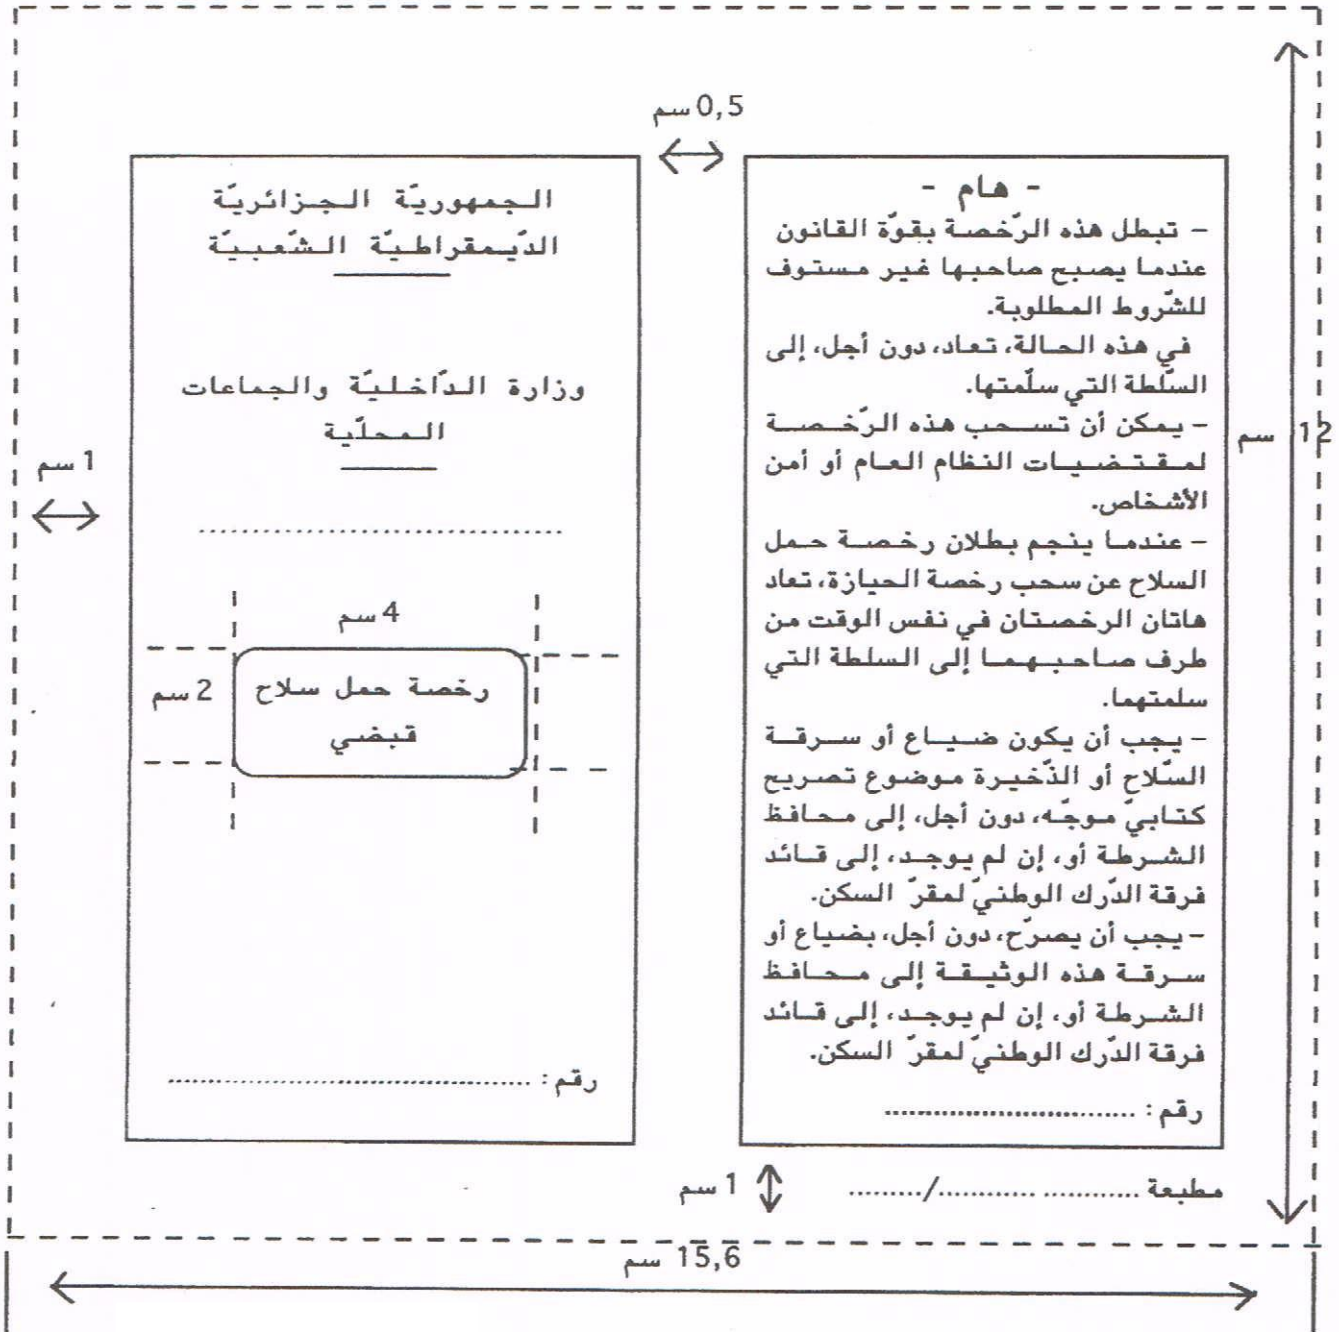 0,5 سم
- هام -
– تبطل هذه الرّخصة بقوّة القانون
عندما يصبح صاحبها غير مستوف
للشّروط المطلوبة.
في هذه الحالة، تعاد، دون أجل، إلى
السّلطة التي سلّمتها.
– يمكن أن تسحب هذه الرّخصة
لمقتضيات النظام العام أو أمن
الأشخاص.
– عندما ينجم بطلان رخصة حمل
السلاح عن سحب رخصة الحيازة، تعاد
هاتان الرخصتان في نفس الوقت من
طرف صاحبهما إلى السلطة التي
سلمتهما.
– يجب أن يكون ضياع أو سرقة
السّلاح أو الذّخيرة موضوع تصريح
كتابيّ موجّه، دون أجل، إلى محافظ
الشرطة أو، إن لم يوجد، إلى قائد
فرقة الدّرك الوطنيّ لمقرّ السكن.
– يجب أن يصرّح، دون أجل، بضياع أو
سرقة هذه الوثيقة إلى محافظ
الشرطة أو، إن لم يوجد، إلى قائد
فرقة الدّرك الوطنيّ لمقرّ السكن.
رقم : ............................
مطبعة ............ ............/.........
12 سم
الجمهوريّة الجزائريّة
الدّيمقراطيّة الشّعبيّة
وزارة الدّاخليّة والجماعات
المحلّية
..............................................
4 سم
2 سم
رخصة حمل سلاح
قبضي
رقم : ..........................................
1 سم
1 سم
15,6 سم